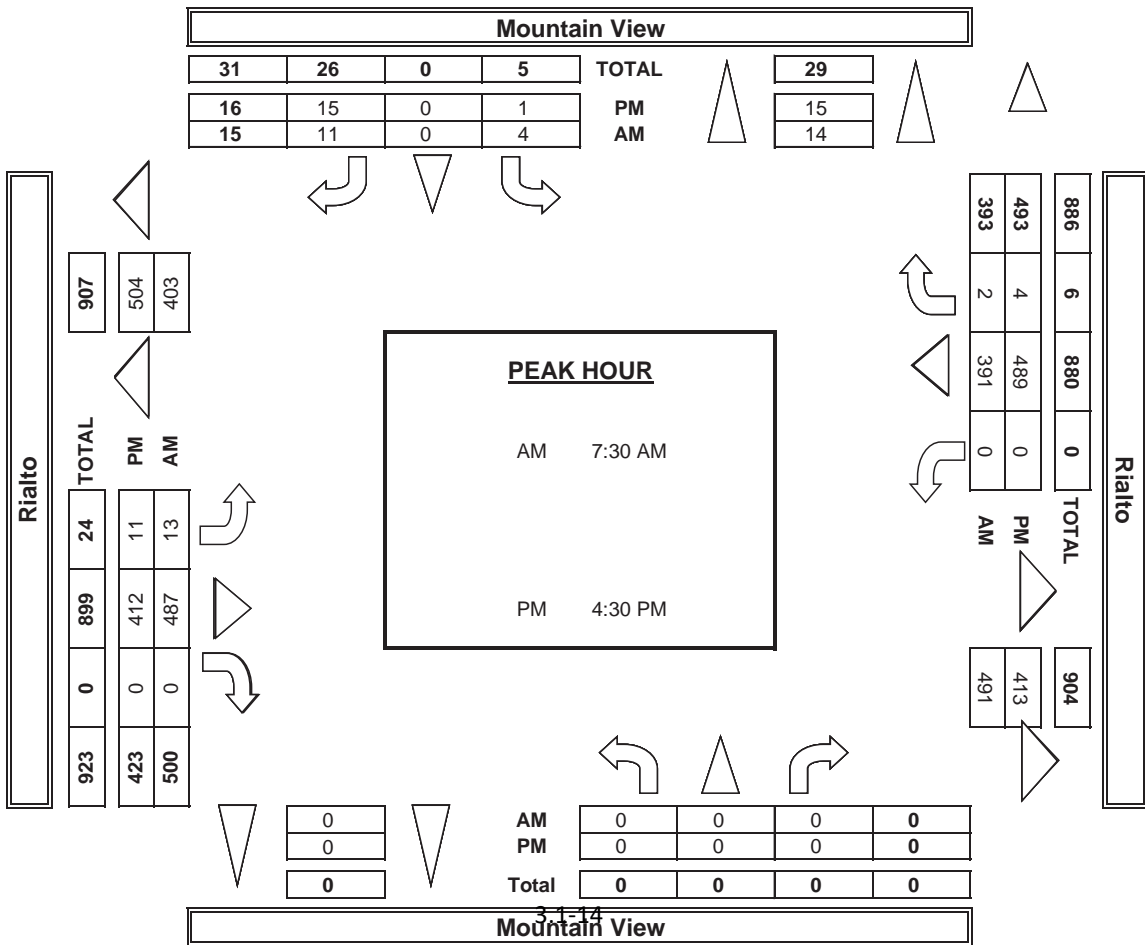 Mountain View
31 26 0 5 TOTAL 29
16 15 0 1 PM 15
15 11 0 4 AM 14
Rialto
907
504
403
TOTAL 24 899 0 923
PM 11 412 0 423
AM 13 487 0 500
PEAK HOUR
AM 7:30 AM
PM 4:30 PM
886 6 880 0 TOTAL
493 4 489 0 PM
393 2 391 0 AM
904
413
491
Rialto
0 AM 0 0 0 0
0 PM 0 0 0 0
0 Total 0 0 0 0
3.1-14
Mountain View